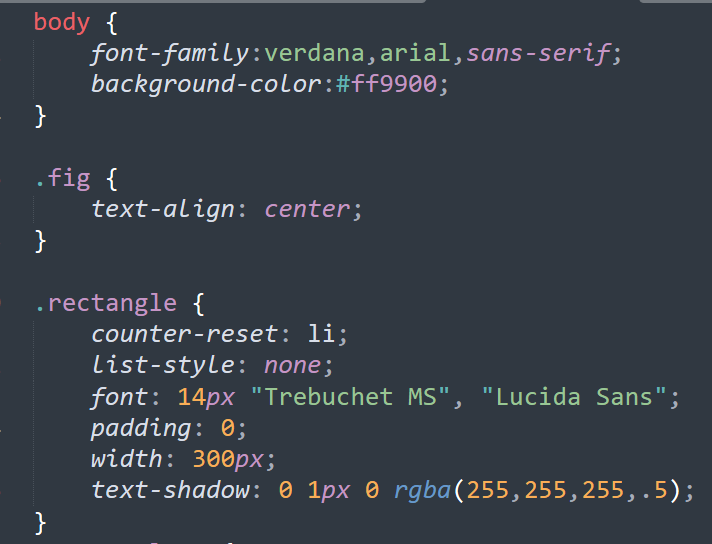 body {
font-family:verdana,arial,sans-serif;
background-color:#ff9900;
}
.fig {
text-align: center;
}
.rectangle {
counter-reset: li;
list-style: none;
font: 14px "Trebuchet MS", "Lucida Sans";
padding: 0;
width: 300px;
text-shadow: 0 1px 0 rgba(255,255,255,.5);
}